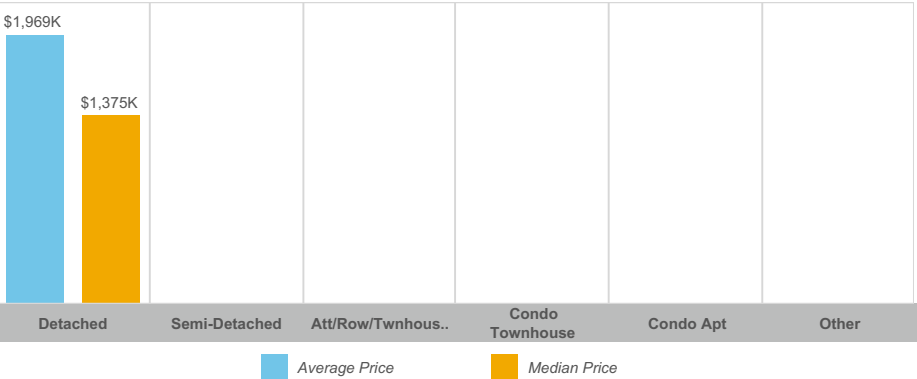 $1,969K
$1,375K
Detached
Semi-Detached
Att/Row/Twnhous..
Condo
Townhouse
Condo Apt
Other
Average Price
Median Price